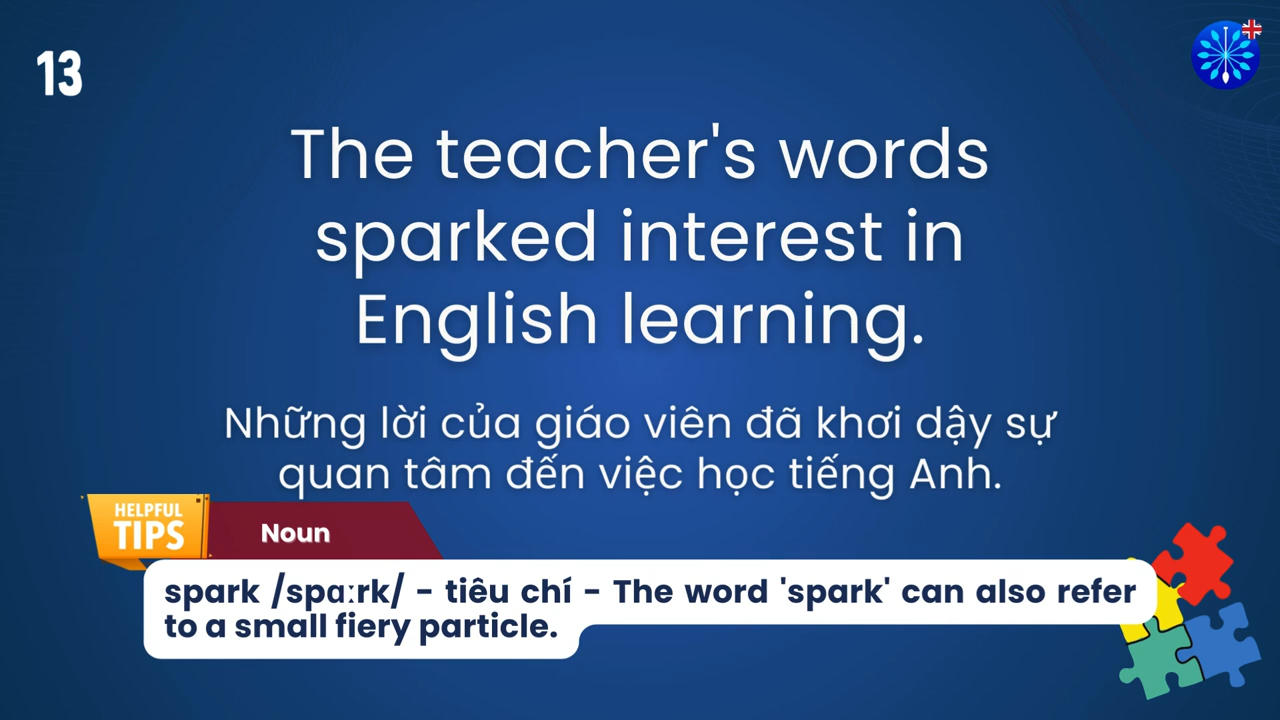 13
The teacher's words
sparked interest in
English learning.
Những lời của giáo viên đã khơi dậy sự
quan tâm đến việc học tiếng Anh.
HELPFUL
TIPS
Noun
spark /spɑːrk/ - tiêu chí - The word 'spark' can also refer
to a small fiery particle.